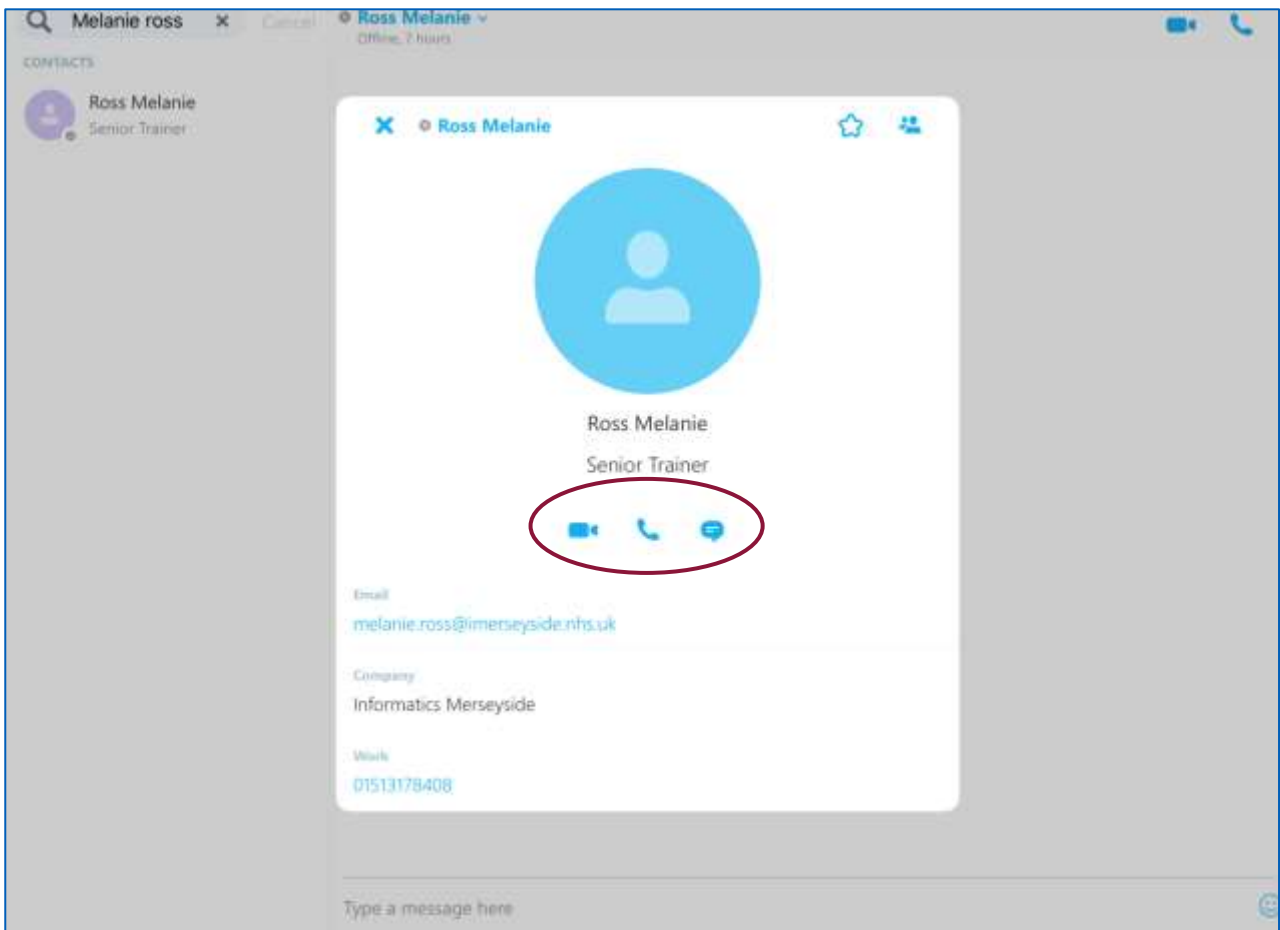 Melanie ross
Cancel
CONTACTS
Ross Melanie
Senior Trainer
Ross Melanie
Offline, 7 hours
Ross Melanie
Ross Melanie
Senior Trainer
Email
melanie.ross@imerseyside.nhs.uk
Company
Informatics Merseyside
Work
01513178408
Type a message here